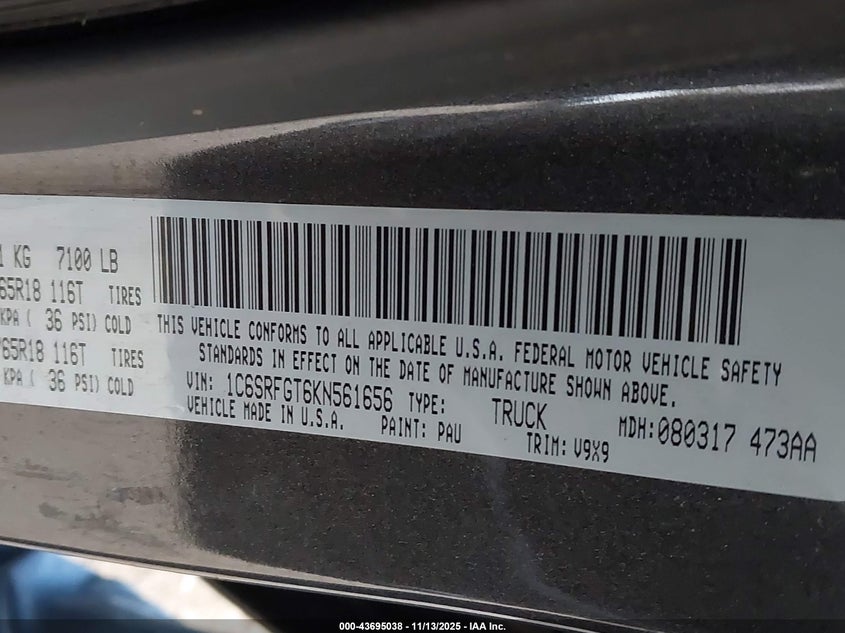 1 KG 7100 LB
65R18 116T TIRES
KPA ( 36 PSI) COLD
65R18 116T TIRES
KPA ( 36 PSI) COLD
THIS VEHICLE CONFORMS TO ALL APPLICABLE U.S.A. FEDERAL MOTOR VEHICLE SAFETY
STANDARDS IN EFFECT ON THE DATE OF MANUFACTURE SHOWN ABOVE.
VIN: 1C6SRFGT6KN561656 TYPE: TRUCK
VEHICLE MADE IN U.S.A. PAINT: PAU MDH:080317 473AA
TRIM: V9X9
000-43695038 - 11/13/2025 - IAA Inc.